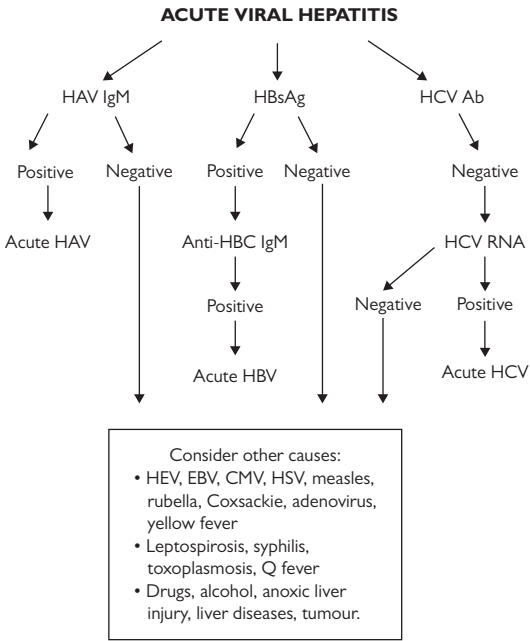 ACUTE VIRAL HEPATITIS
HAV IgM
HBsAg
HCV Ab
Positive
Negative
Positive
Negative
Negative
Acute HAV
Anti-HBC IgM
HCV RNA
Positive
Negative
Positive
Acute HBV
Acute HCV
Consider other causes:
• HEV, EBV, CMV, HSV, measles,
rubella, Coxsackie, adenovirus,
yellow fever
• Leptospirosis, syphilis,
toxoplasmosis, Q fever
• Drugs, alcohol, anoxic liver
injury, liver diseases, tumour.